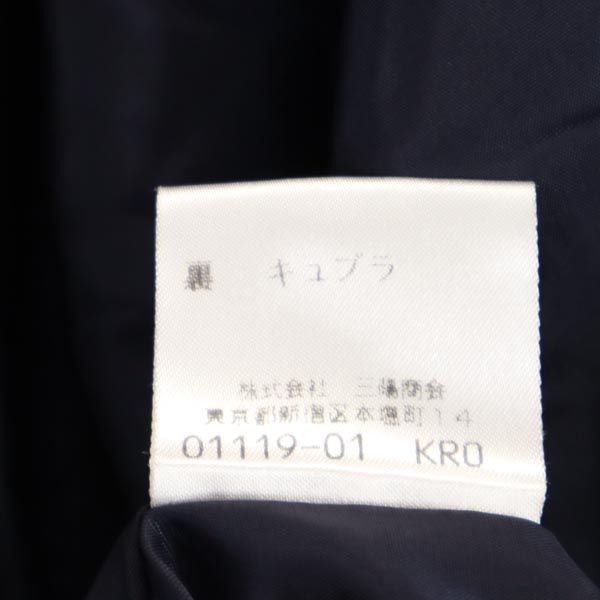 裏 キュプラ
株式会社 三陽商会
東京都新宿区本塩町14
01119-01 KR0